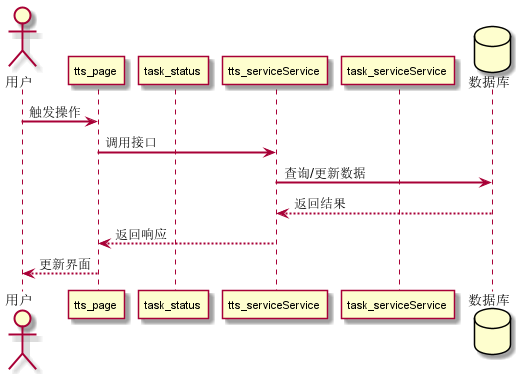 用户
tts_page
task_status
tts_serviceService
task_serviceService
数据库
触发操作
调用接口
查询/更新数据
返回结果
返回响应
更新界面
用户
tts_page
task_status
tts_serviceService
task_serviceService
数据库